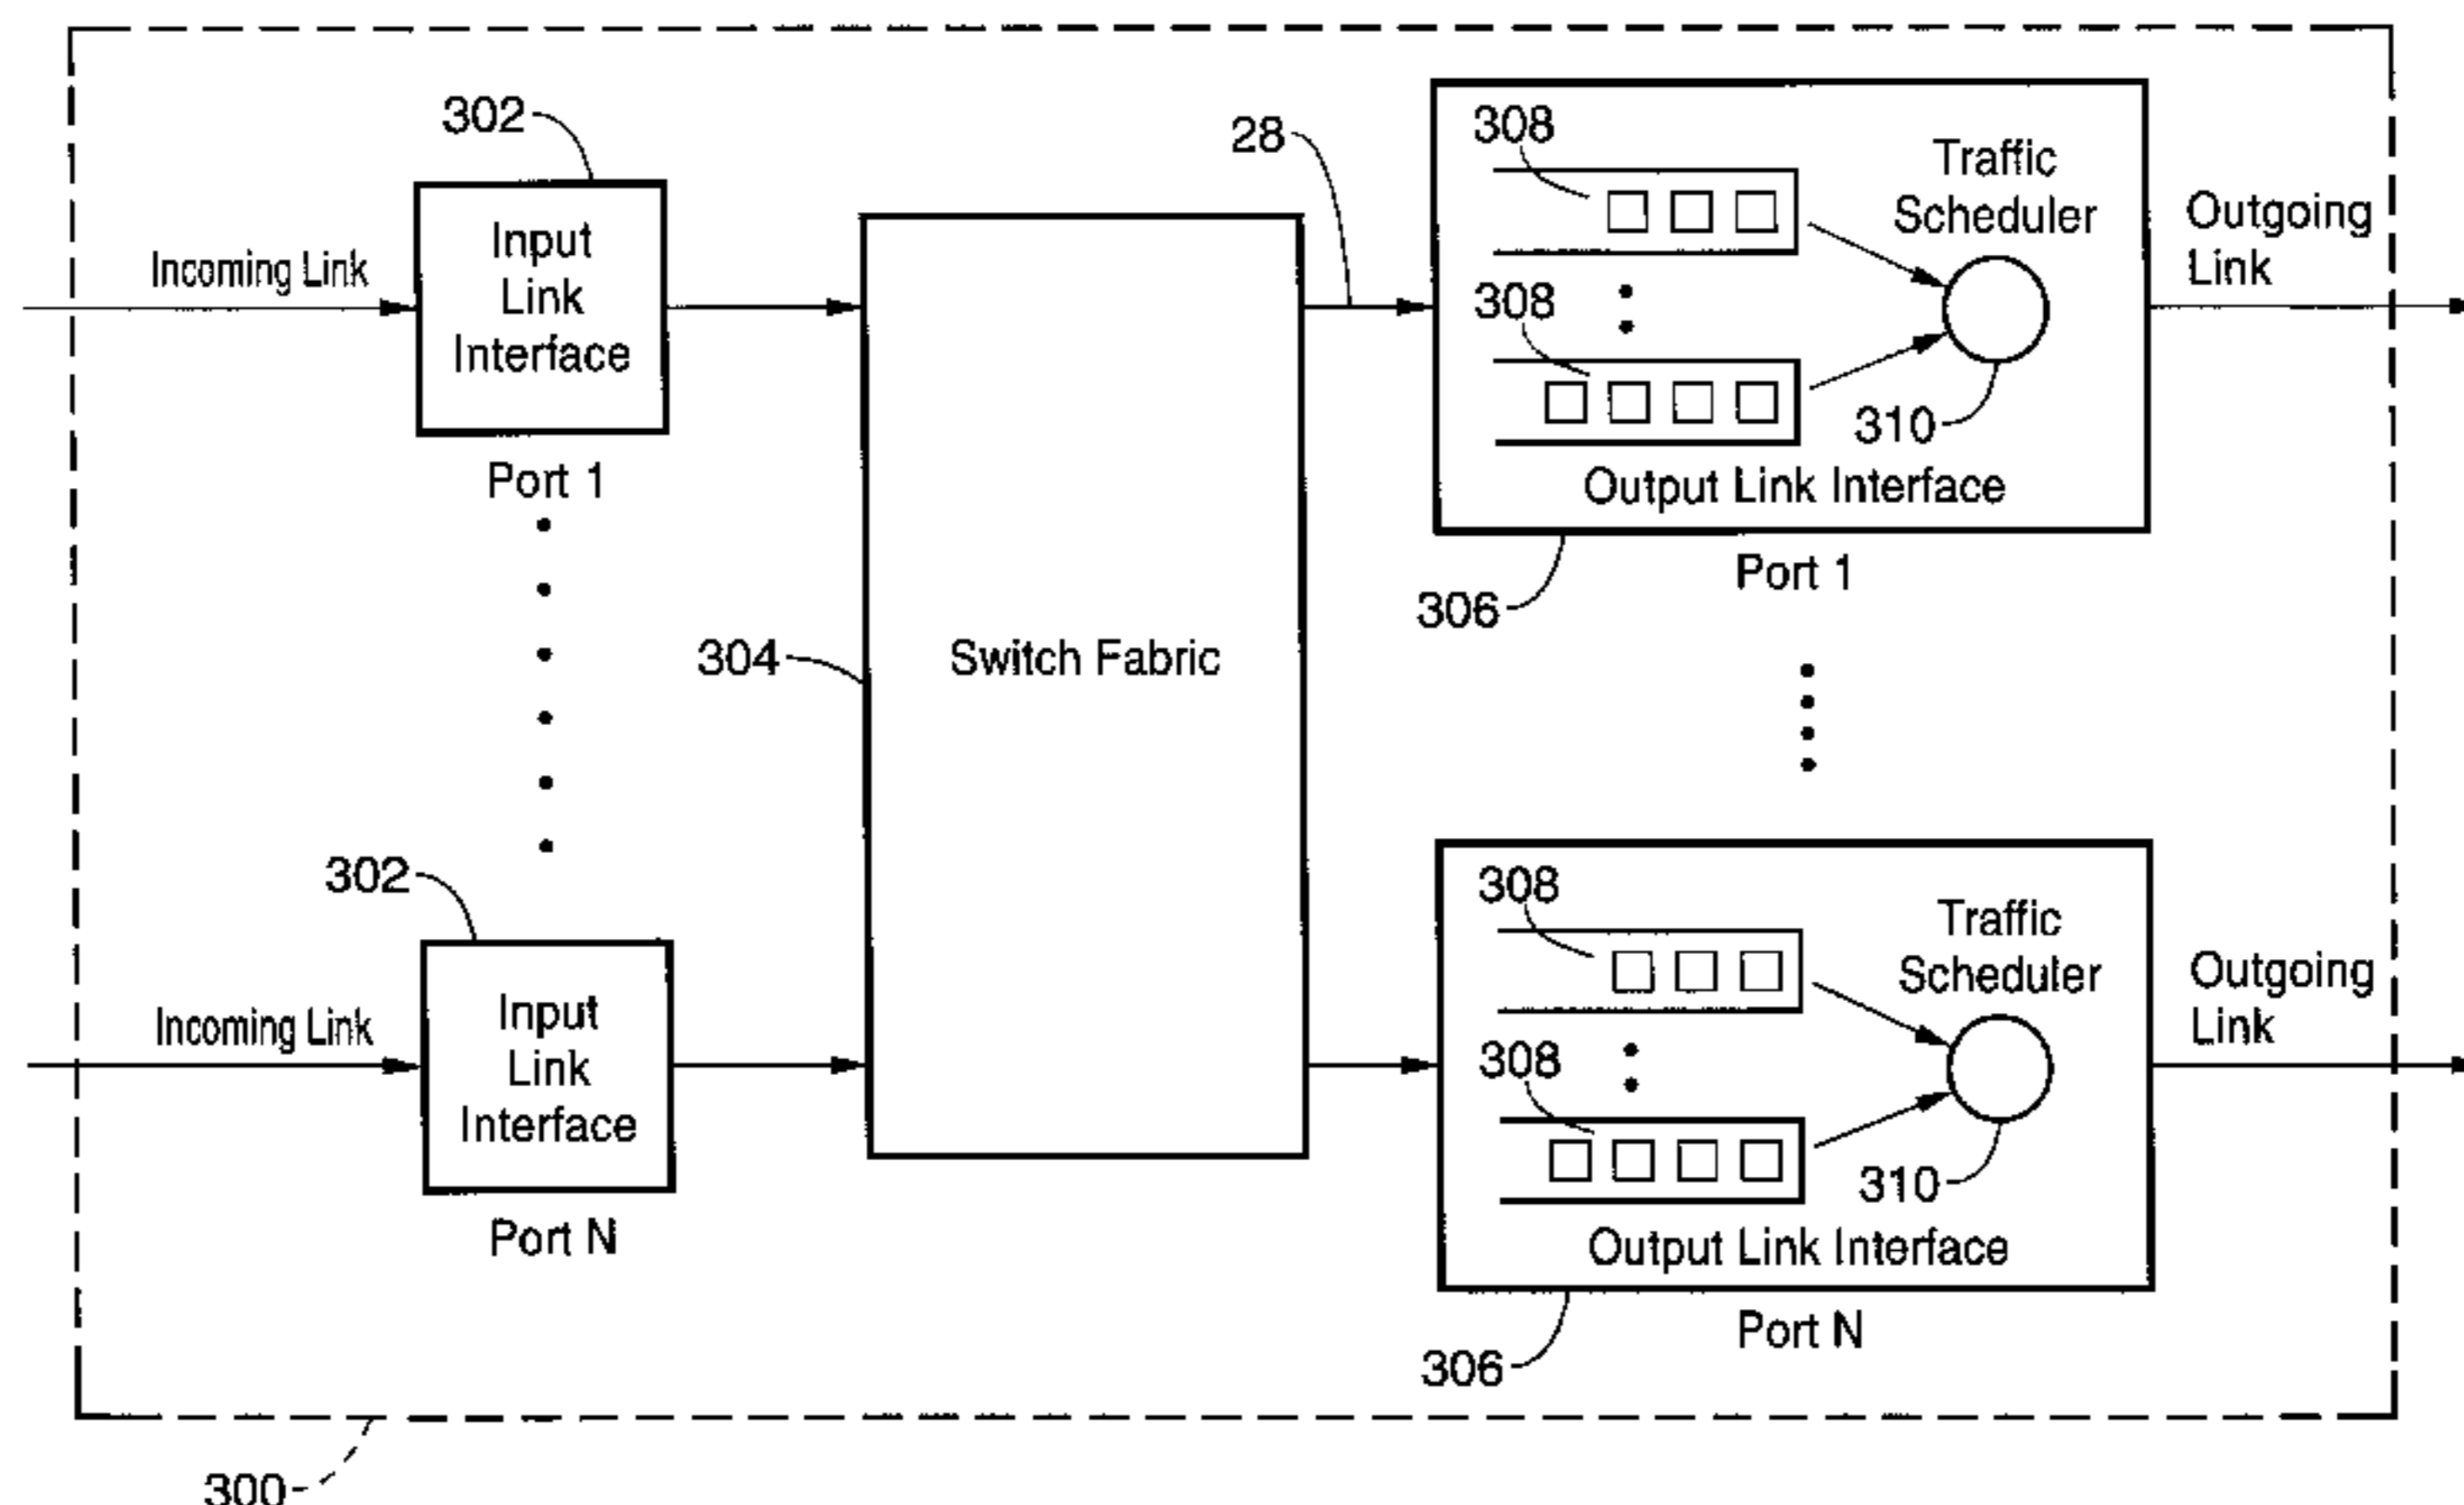 302
Input
Link
Interface
Incoming Link
Port 1
304
Switch Fabric
28
308
308
Traffic
Scheduler
310
Output Link Interface
Port 1
306
Outgoing
Link
302
Input
Link
Interface
Incoming Link
Port N
308
308
Traffic
Scheduler
310
Output Link Interface
Port N
306
Outgoing
Link
300